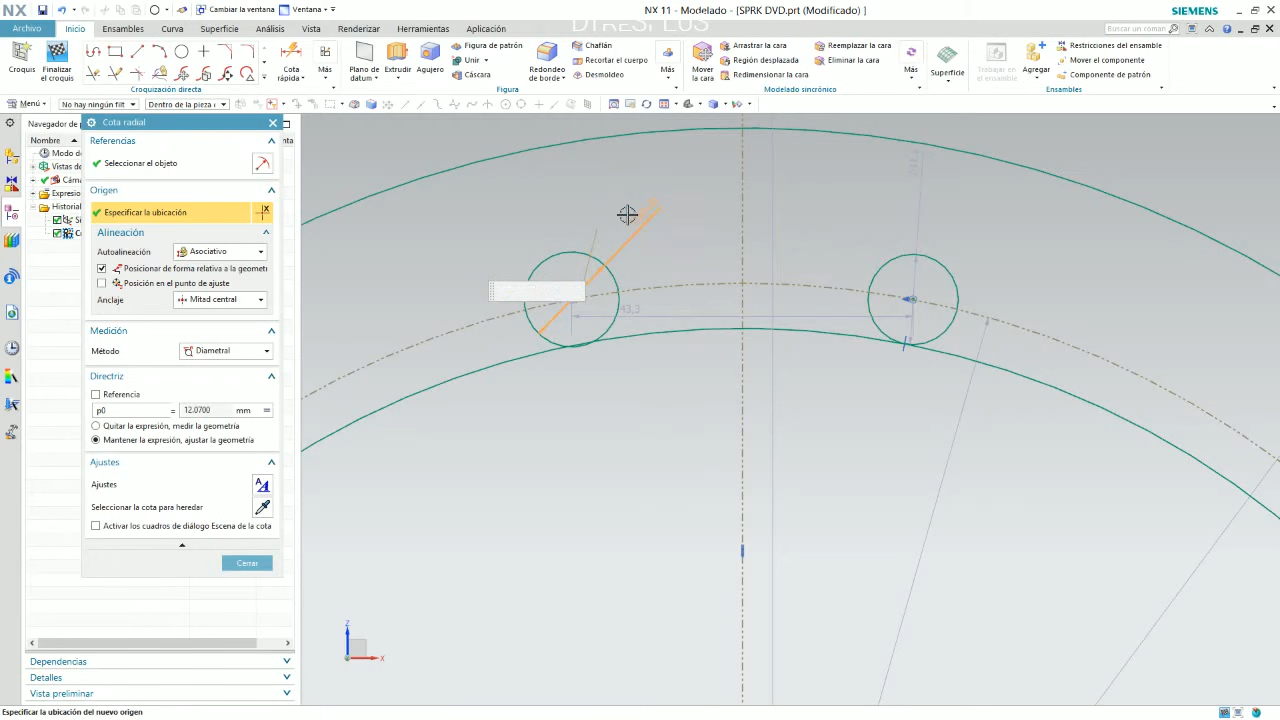 NX
Cambiar la ventana
Ventana
NX 11 - Modelado - [SPRK DVD.prt (Modificado) ]
SIEMENS
DTRESPLUS
Archivo
Inicio
Ensambles
Curva
Superficie
Análisis
Vista
Renderizar
Herramientas
Aplicación
Buscar un coman
Croquis
Finalizar el croquis
Cota rápida
Más
Croquización directa
Plano de datum
Extrudir
Agujero
Figura de patrón
Unir
Cáscara
Redondeo de borde
Chaflán
Recortar el cuerpo
Desmoldeo
Más
Figura
Mover la cara
Arrastrar la cara
Región desplazada
Redimensionar la cara
Reemplazar la cara
Eliminar la cara
Más
Modelado sincrónico
Superficie
Trabajar en el ensamble
Agregar
Restricciones del ensamble
Mover el componente
Componente de patrón
Ensambles
Menú
No hay ningún filt
Dentro de la pieza d
Navegador de p
Nombre
Modo de
Vistas de
Cáma
Expresio
Historial
Cota radial
Referencias
Seleccionar el objeto
Origen
Especificar la ubicación
Alineación
Autoalineación
Asociativo
Posicionar de forma relativa a la geometrí
Posición en el punto de ajuste
Anclaje
Mitad central
Medición
Método
Diametral
Directriz
Referencia
p0 = 12.0700 mm
Quitar la expresión, medir la geometría
Mantener la expresión, ajustar la geometría
Ajustes
Ajustes
Seleccionar la cota para heredar
Activar los cuadros de diálogo Escena de la cota
Cerrar
Dependencias
Detalles
Vista preliminar
Z
X
Especificar la ubicación del nuevo origen